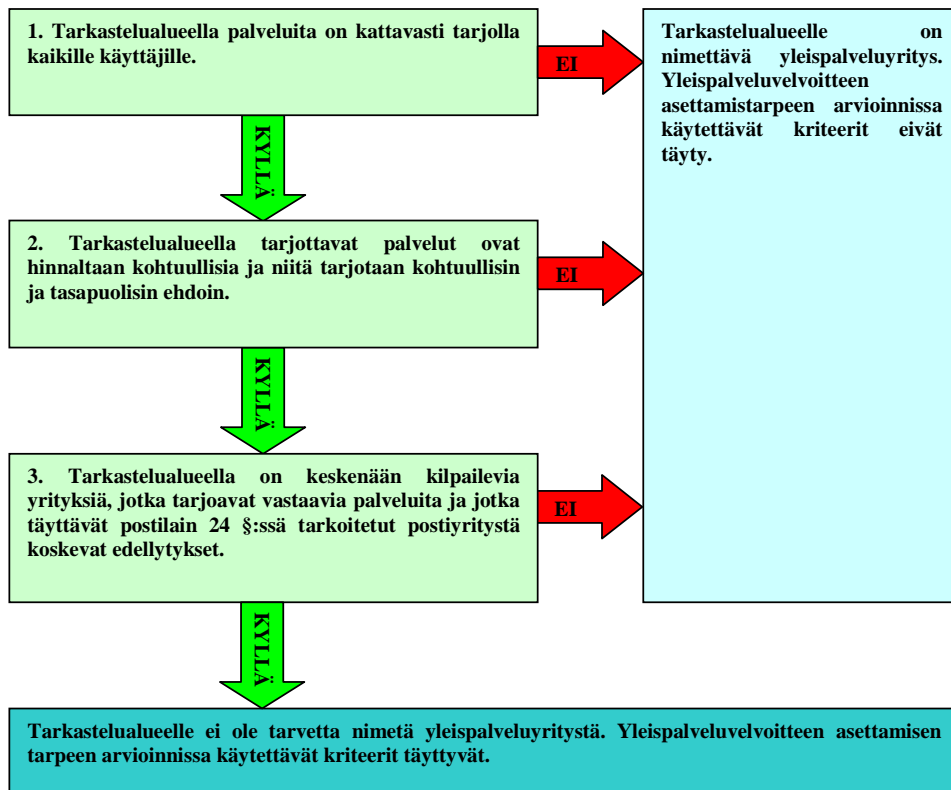 1. Tarkastelualueella palveluita on kattavasti tarjolla
kaikille käyttäjille.
EI
Tarkastelualueelle on
nimettävä yleispalveluyritys.
Yleispalveluvelvoitteen
asettamistarpeen arvioinnissa
käytettävät kriteerit eivät
täyty.
KYLLÄ
2. Tarkastelualueella tarjottavat palvelut ovat
hinnaltaan kohtuullisia ja niitä tarjotaan kohtuullisin
ja tasapuolisin ehdoin.
EI
KYLLÄ
3. Tarkastelualueella on keskenään kilpailevia
yrityksiä, jotka tarjoavat vastaavia palveluita ja jotka
täyttävät postilain 24 §:ssä tarkoitetut postiyritystä
koskevat edellytykset.
EI
KYLLÄ
Tarkastelualueelle ei ole tarvetta nimetä yleispalveluyritystä. Yleispalveluvelvoitteen asettamisen
tarpeen arvioinnissa käytettävät kriteerit täyttyvät.